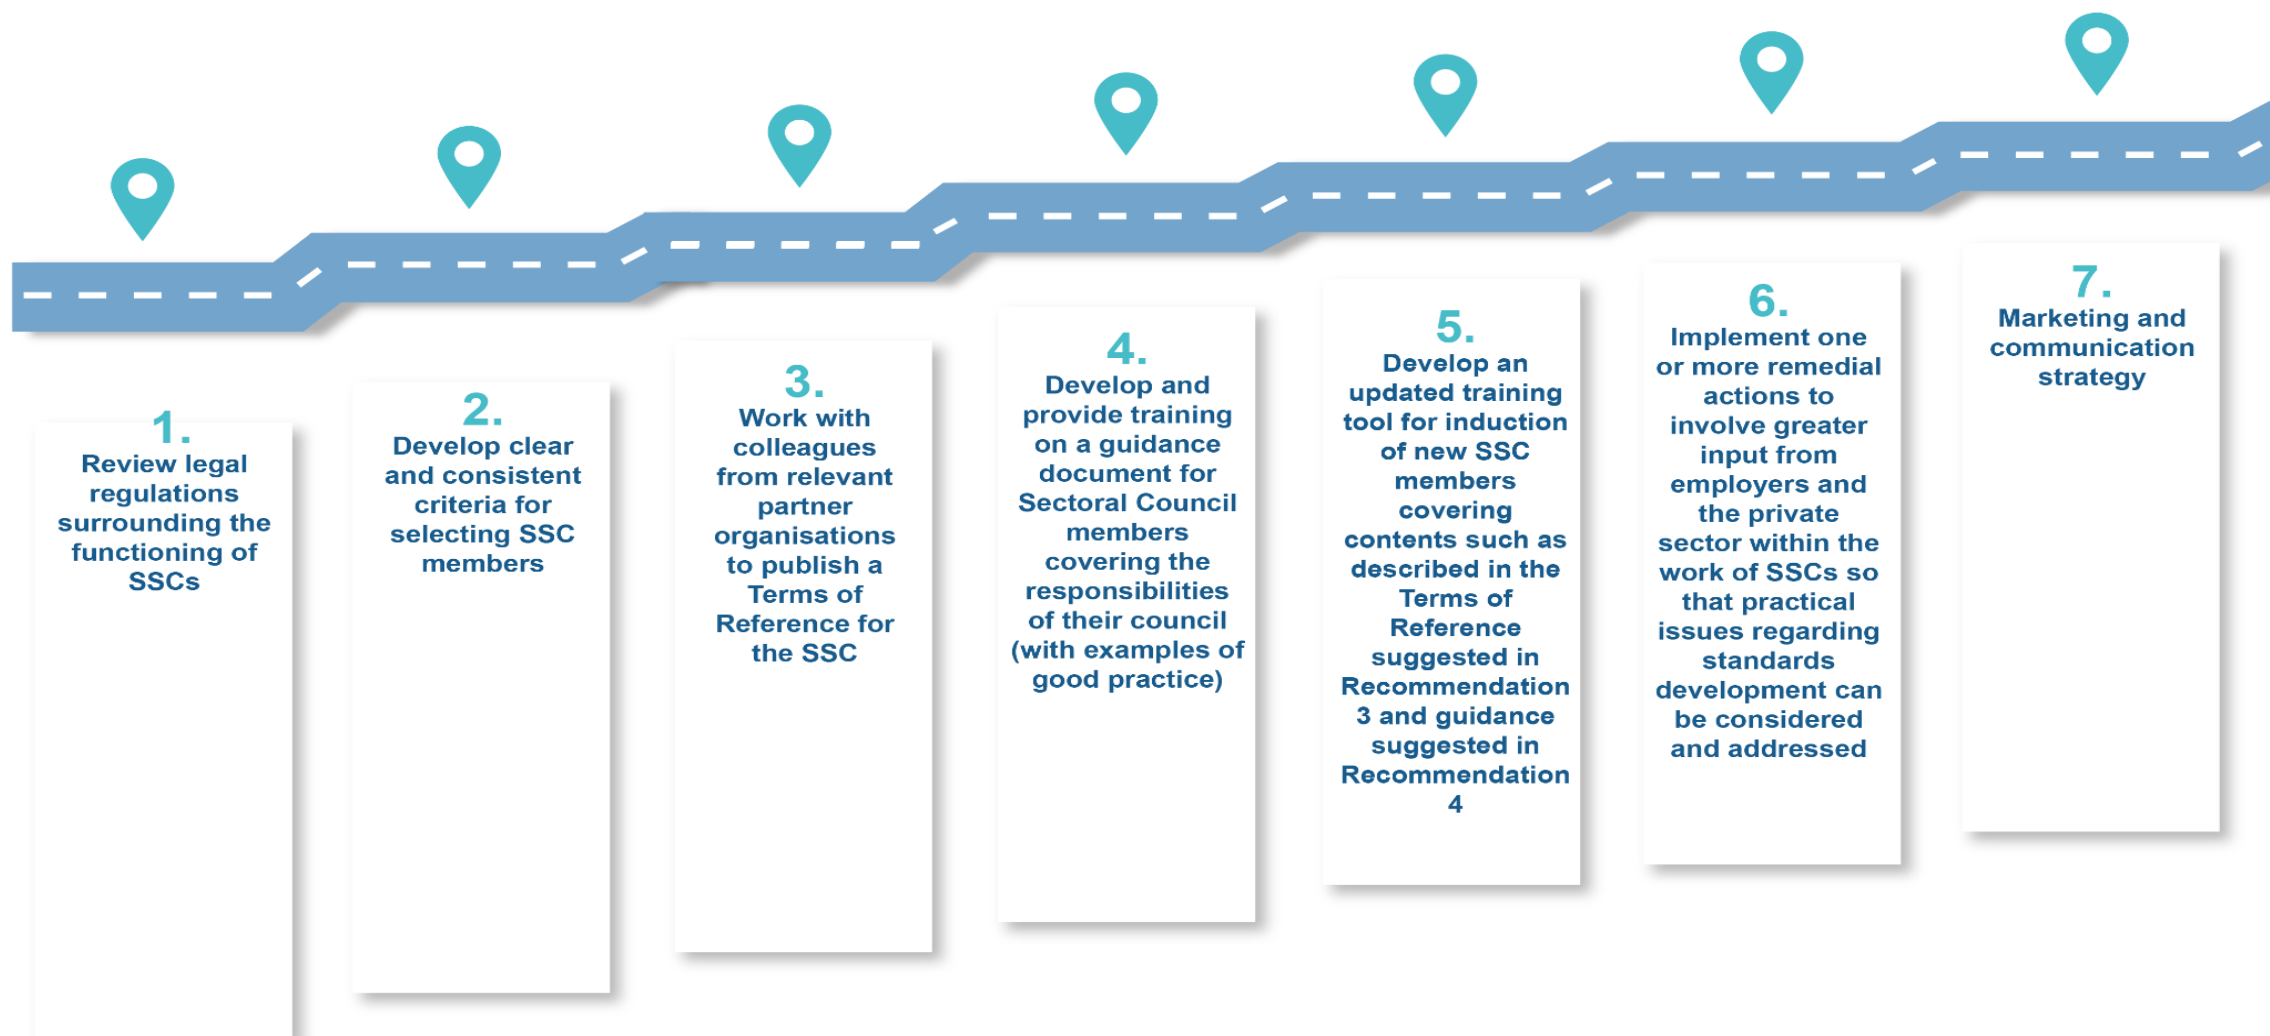 1.
Review legal
regulations
surrounding the
functioning of
SSCs
2.
Develop clear
and consistent
criteria for
selecting SSC
members
3.
Work with
colleagues
from relevant
partner
organisations
to publish a
Terms of
Reference for
the SSC
4.
Develop and
provide training
on a guidance
document for
Sectoral Council
members
covering the
responsibilities
of their council
(with examples of
good practice)
5.
Develop an
updated training
tool for induction
of new SSC
members
covering
contents such as
described in the
Terms of
Reference
suggested in
Recommendation
3 and guidance
suggested in
Recommendation
4
6.
Implement one
or more remedial
actions to
involve greater
input from
employers and
the private
sector within the
work of SSCs so
that practical
issues regarding
standards
development can
be considered
and addressed
7.
Marketing and
communication
strategy